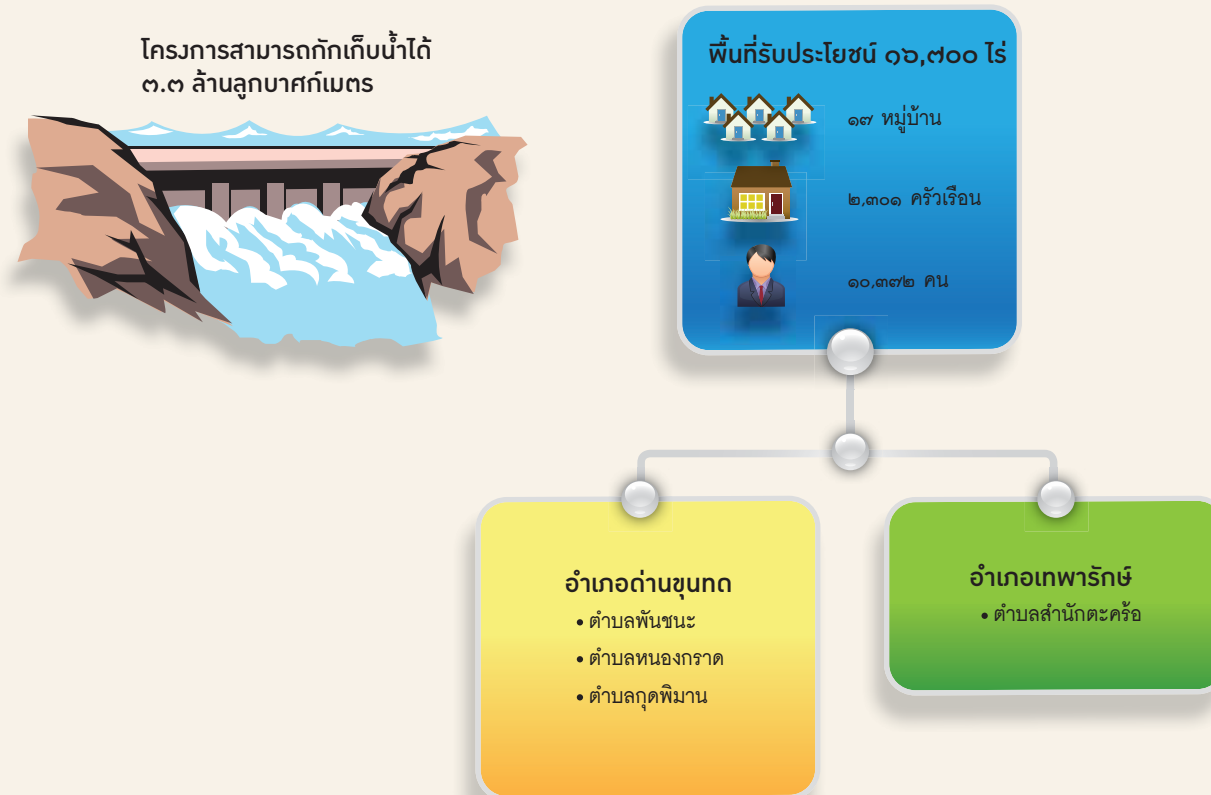 โครงการสามารถกักเก็บน้ำได้
๓.๓ ล้านลูกบาศก์เมตร
พื้นที่รับประโยชน์ ๑๖,๗๐๐ ไร่
๑๗ หมู่บ้าน
๒,๓๐๑ ครัวเรือน
๑๐,๓๗๒ คน
อำเภอด่านขุนทด
• ตำบลพันชนะ
• ตำบลหนองกราด
• ตำบลกุดพิมาน
อำเภอเทพารักษ์
• ตำบลสำนักตะคร้อ